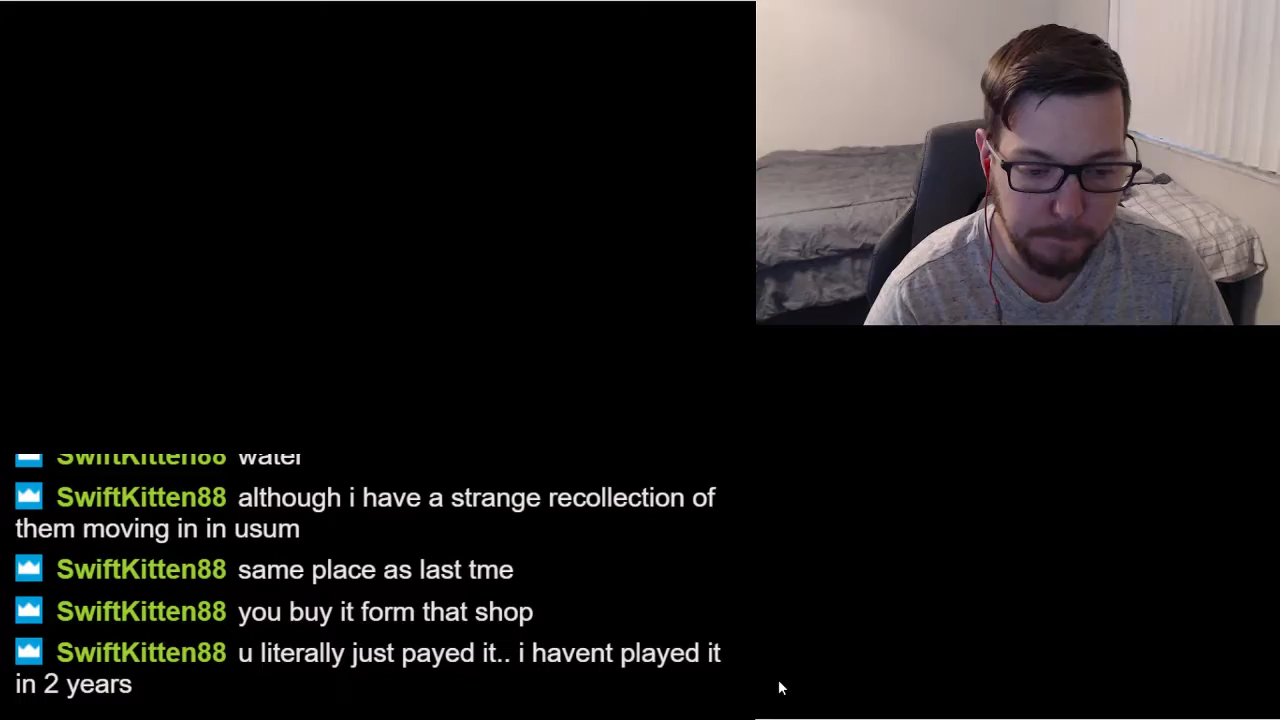 SwiftKitten88 water
SwiftKitten88 although i have a strange recollection of
them moving in in usum
SwiftKitten88 same place as last tme
SwiftKitten88 you buy it form that shop
SwiftKitten88 u literally just payed it.. i havent played it
in 2 years